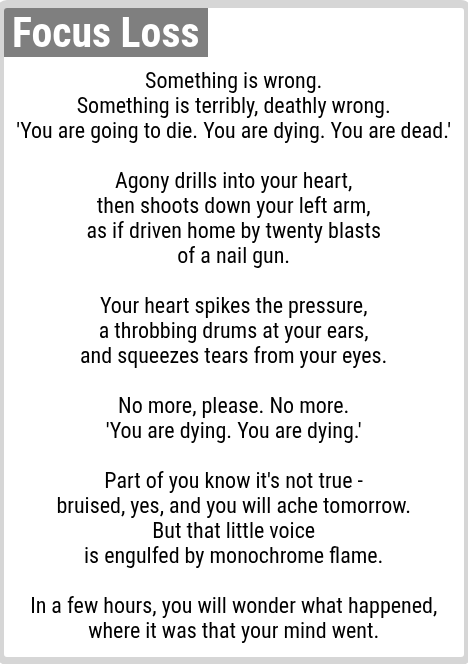 Focus Loss
Something is wrong.
Something is terribly, deathly wrong.
'You are going to die. You are dying. You are dead.'
Agony drills into your heart,
then shoots down your left arm,
as if driven home by twenty blasts
of a nail gun.
Your heart spikes the pressure,
a throbbing drums at your ears,
and squeezes tears from your eyes.
No more, please. No more.
'You are dying. You are dying.'
Part of you know it's not true -
bruised, yes, and you will ache tomorrow.
But that little voice
is engulfed by monochrome flame.
In a few hours, you will wonder what happened,
where it was that your mind went.